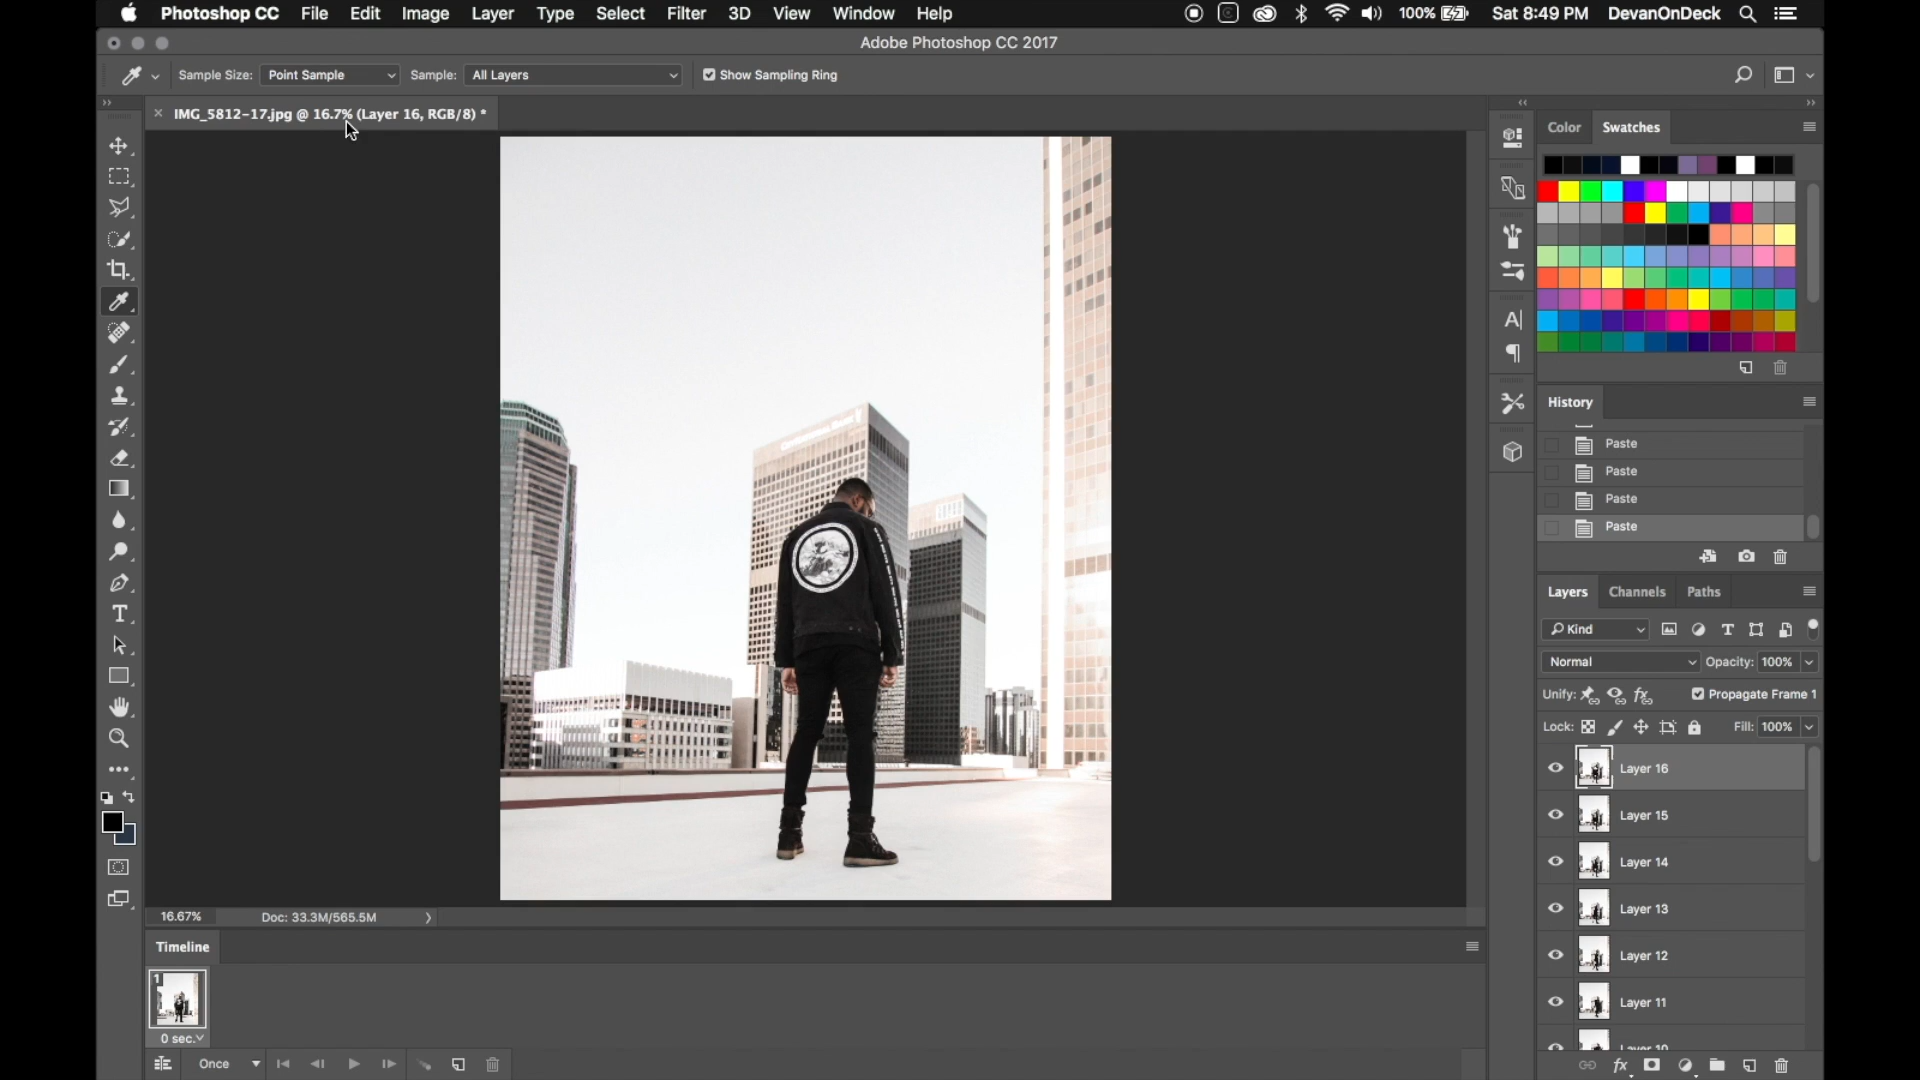 Photoshop CC File Edit Image Layer Type Select Filter 3D View Window Help 100% Sat 8:49 PM DevanOnDeck
Adobe Photoshop CC 2017
Sample Size: Point Sample Sample: All Layers Show Sampling Ring
IMG_5812-17.jpg @ 16.7% (Layer 16, RGB/8) *
Color Swatches
History
Paste
Paste
Paste
Paste
Layers Channels Paths
Kind
Normal Opacity: 100%
Unify: Propagate Frame 1
Lock: Fill: 100%
Layer 16
Layer 15
Layer 14
Layer 13
Layer 12
Layer 11
Layer 10
16.67% Doc: 33.3M/565.5M
Timeline
1
0 sec.
Once